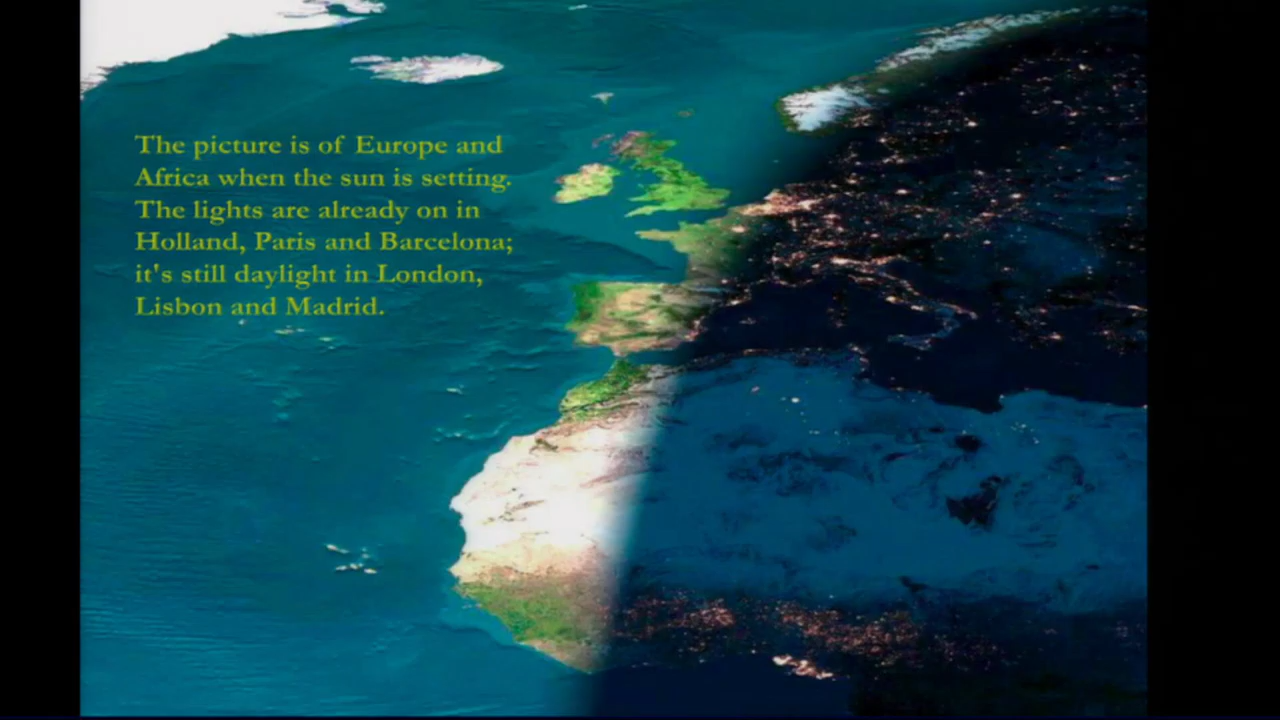 The picture is of Europe and
Africa when the sun is setting.
The lights are already on in
Holland, Paris and Barcelona;
it's still daylight in London,
Lisbon and Madrid.